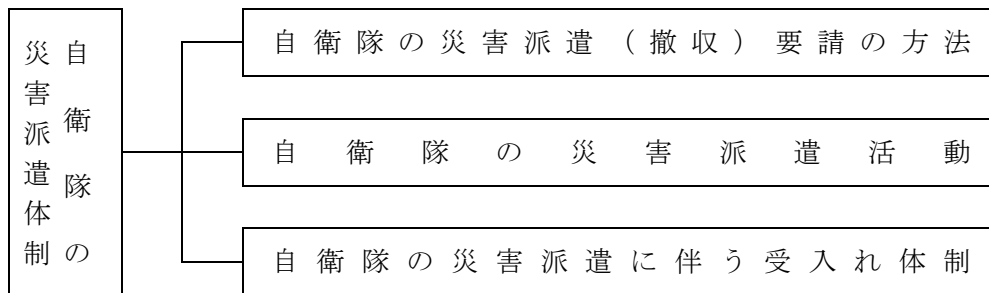 自衛隊の
災害派遣体制
自衛隊の災害派遣（撤収）要請の方法
自衛隊の災害派遣活動
自衛隊の災害派遣に伴う受入れ体制